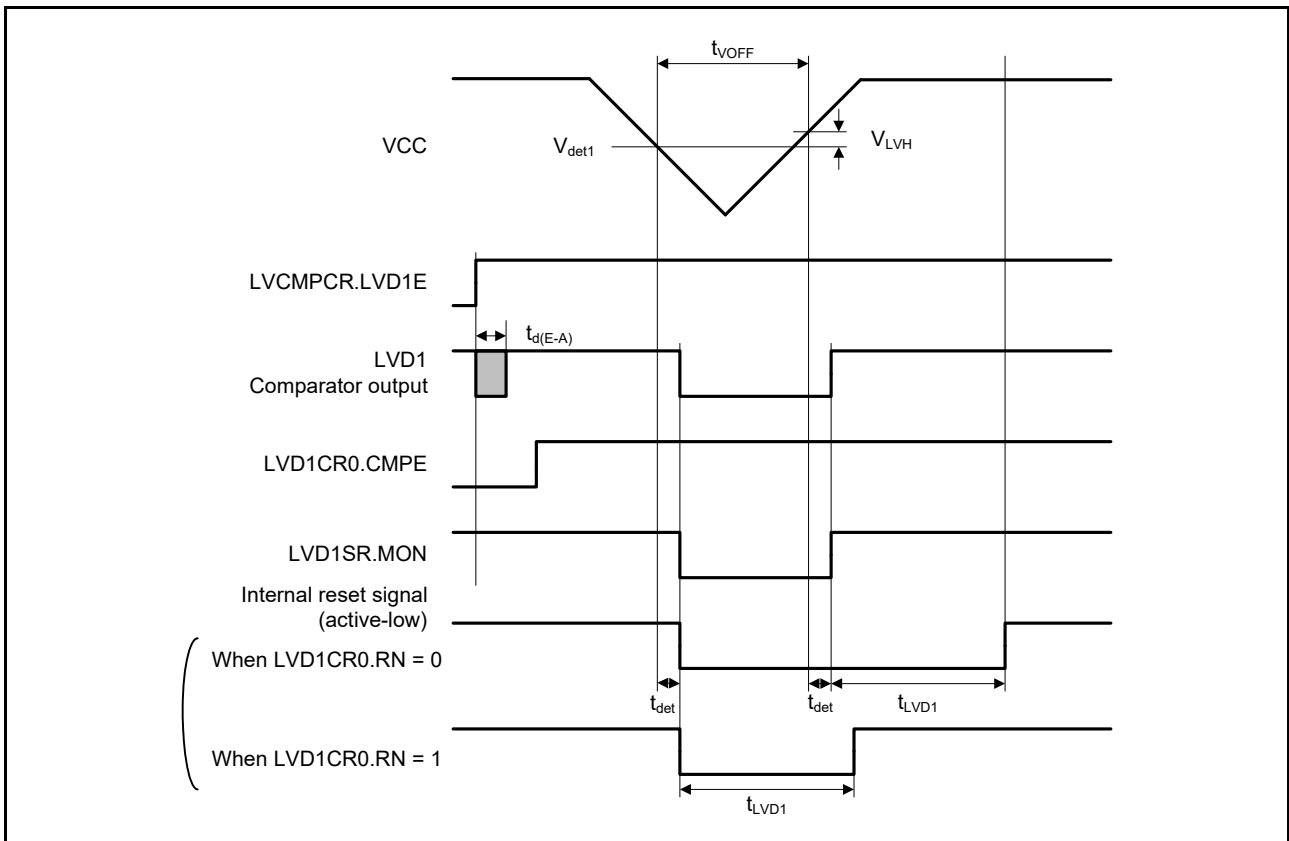 tVOFF
VCC
Vdet1
VLVH
LVCMPCR.LVD1E
td(E-A)
LVD1
Comparator output
LVD1CR0.CMPE
LVD1SR.MON
Internal reset signal
(active-low)
When LVD1CR0.RN = 0
tdet
tdet
tLVD1
When LVD1CR0.RN = 1
tLVD1